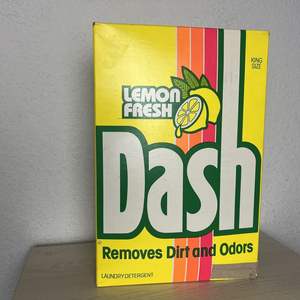 LEMON
FRESH
KING
SIZE
Dash
Removes Dirt and Odors
LAUNDRY DETERGENT